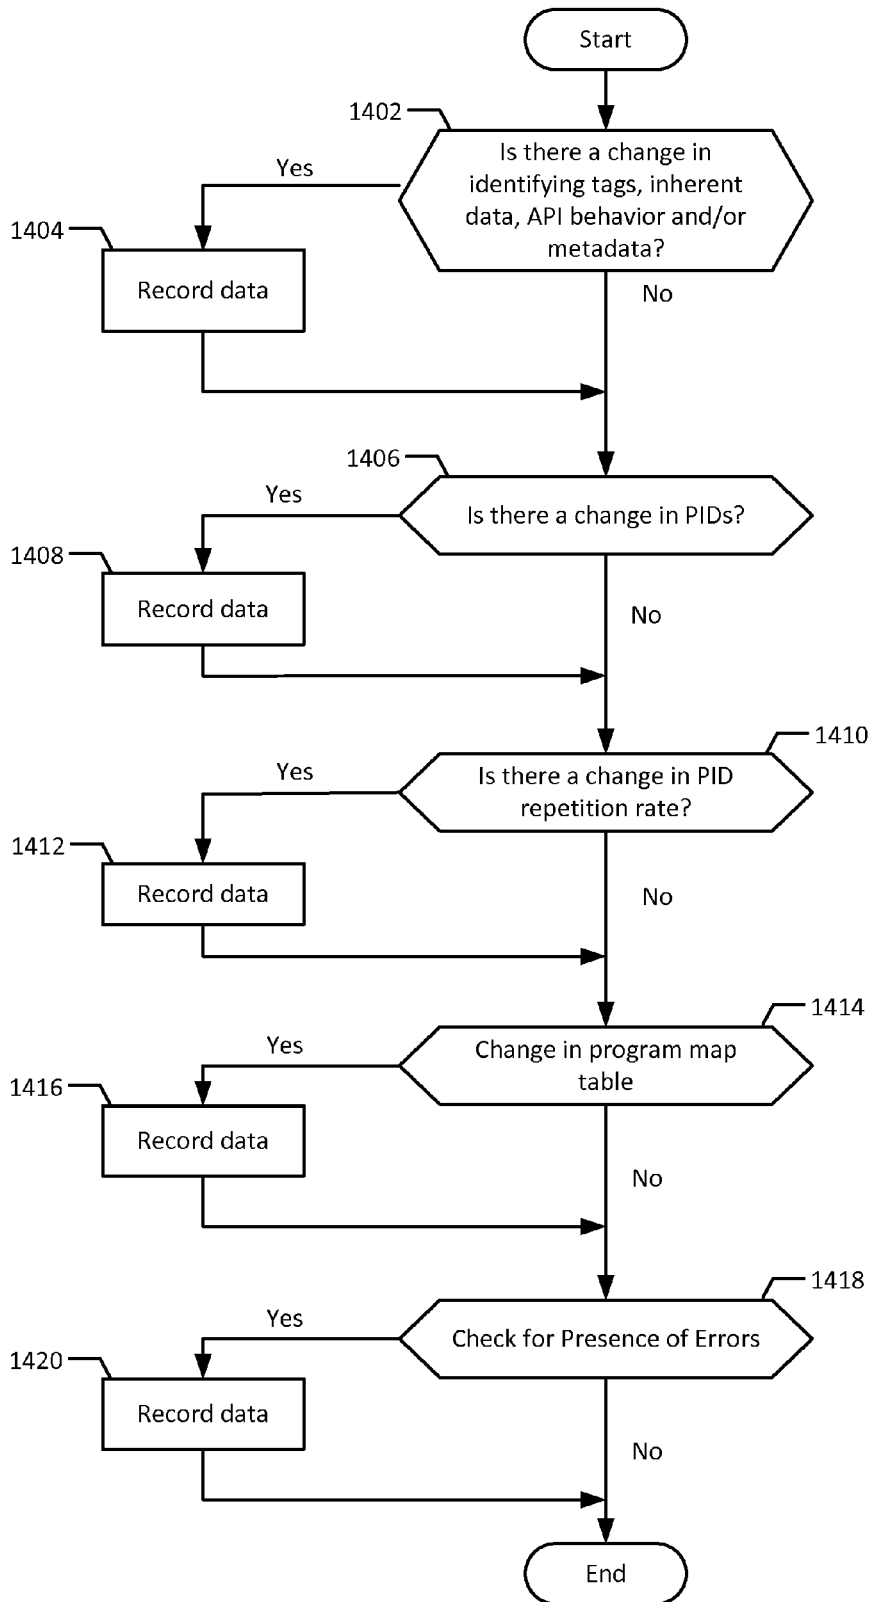 Start
1402
Is there a change in
identifying tags, inherent
data, API behavior and/or
metadata?
Yes
1404
Record data
No
1406
Is there a change in PIDs?
Yes
1408
Record data
No
1410
Is there a change in PID
repetition rate?
Yes
1412
Record data
No
1414
Change in program map
table
Yes
1416
Record data
No
1418
Check for Presence of Errors
Yes
1420
Record data
No
End